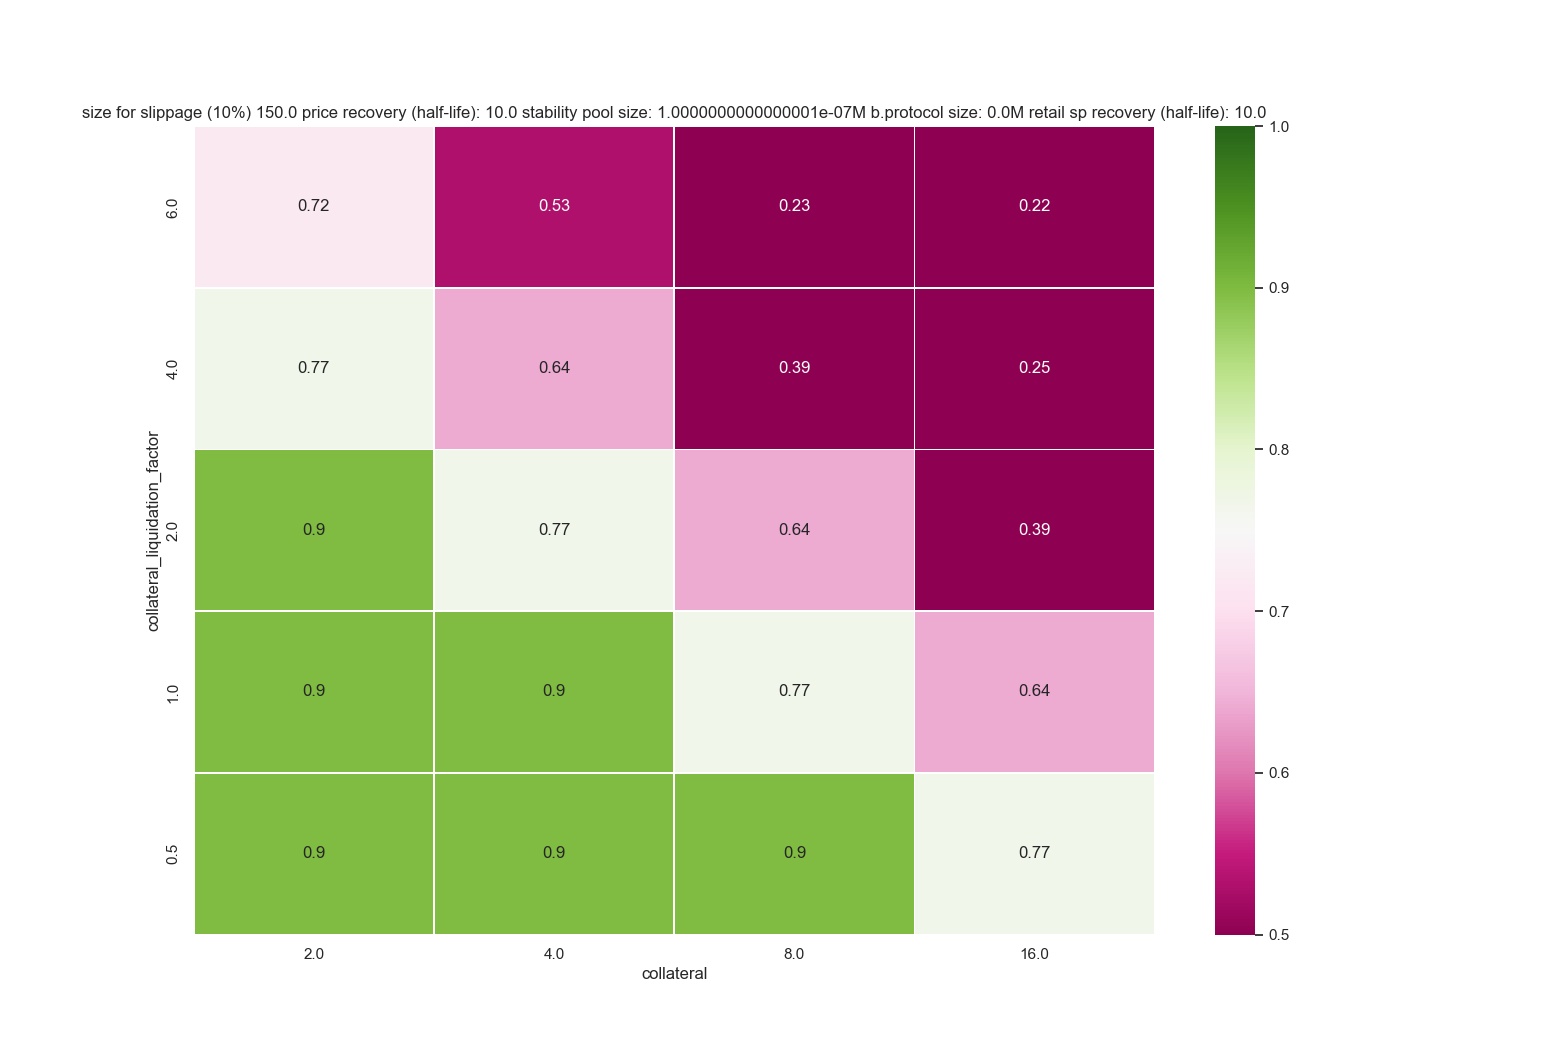 size for slippage (10%) 150.0 price recovery (half-life): 10.0 stability pool size: 1.0000000000000001e-07M b.protocol size: 0.0M retail sp recovery (half-life): 10.0
collateral_liquidation_factor
6.0
0.72 0.53 0.23 0.22
4.0
0.77 0.64 0.39 0.25
2.0
0.9 0.77 0.64 0.39
1.0
0.9 0.9 0.77 0.64
0.5
0.9 0.9 0.9 0.77
2.0 4.0 8.0 16.0
collateral
1.0
0.9
0.8
0.7
0.6
0.5